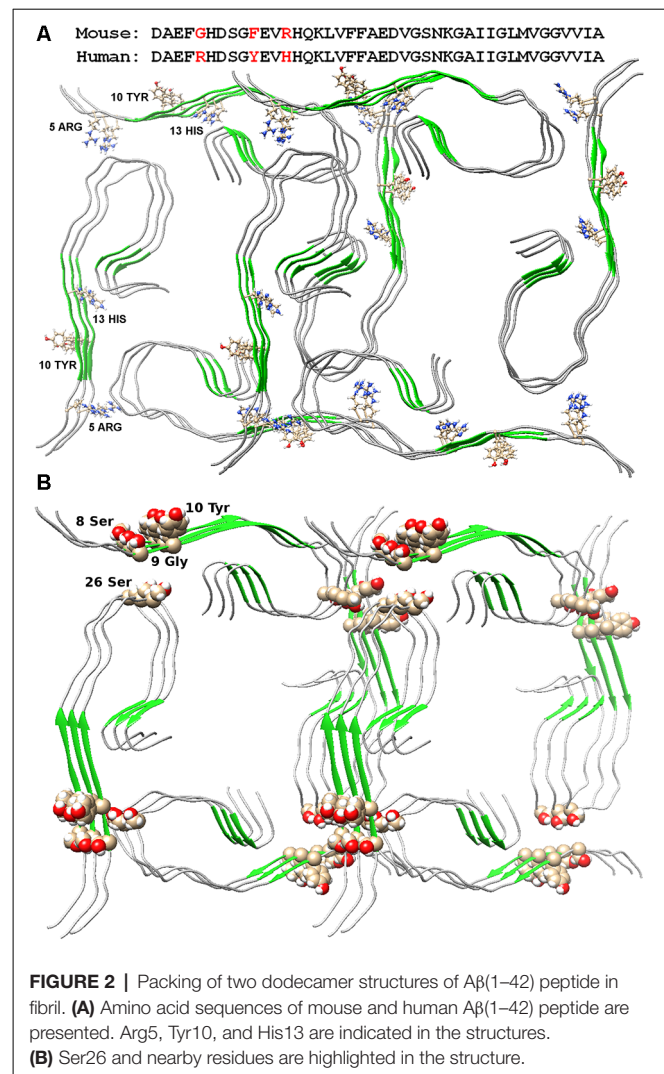 A
Mouse: DAEFGHDSGFEVRHQKLVFFAEDVGSNKGAIIGLMVGGVVIA
Human: DAEFRHDSGYEVHHQKLVFFAEDVGSNKGAIIGLMVGGVVIA
10 TYR
13 HIS
5 ARG
13 HIS
10 TYR
5 ARG
B
10 Tyr
8 Ser
9 Gly
26 Ser
FIGURE 2 | Packing of two dodecamer structures of Aβ(1–42) peptide in
fibril. (A) Amino acid sequences of mouse and human Aβ(1–42) peptide are
presented. Arg5, Tyr10, and His13 are indicated in the structures.
(B) Ser26 and nearby residues are highlighted in the structure.